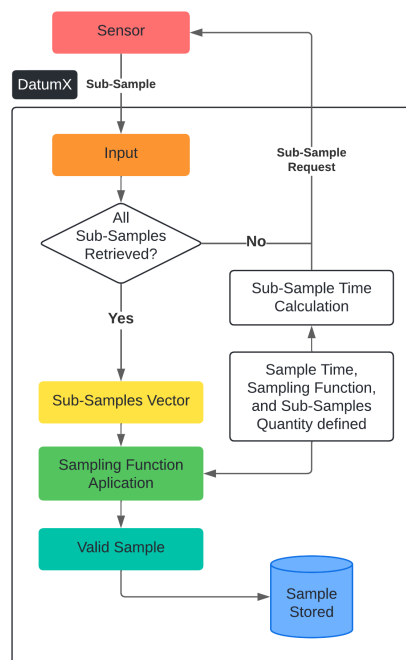 Sensor
DatumX
Sub-Sample
Input
Sub-Sample
Request
All
Sub-Samples
Retrieved?
No
Sub-Sample Time
Calculation
Yes
Sample Time,
Sampling Function,
and Sub-Samples
Quantity defined
Sub-Samples Vector
Sampling Function
Aplication
Valid Sample
Sample
Stored